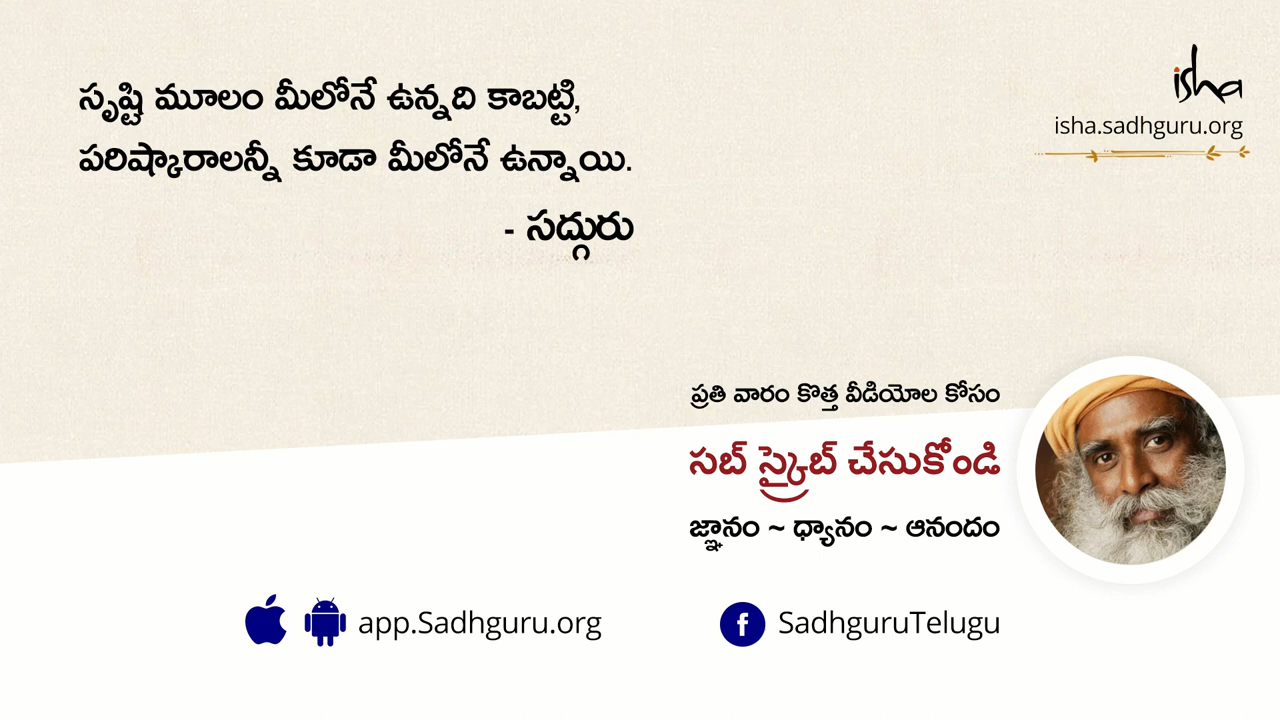 సృష్టి మూలం మీలోనే ఉన్నది కాబట్టి,
పరిష్కారాలన్నీ కూడా మీలోనే ఉన్నాయి.
- సద్గురు
isha
isha.sadhguru.org
ప్రతి వారం కొత్త వీడియోల కోసం
సబ్ స్క్రైబ్ చేసుకోండి
జ్ఞానం ~ ధ్యానం ~ ఆనందం
app.Sadhguru.org
f SadhguruTelugu